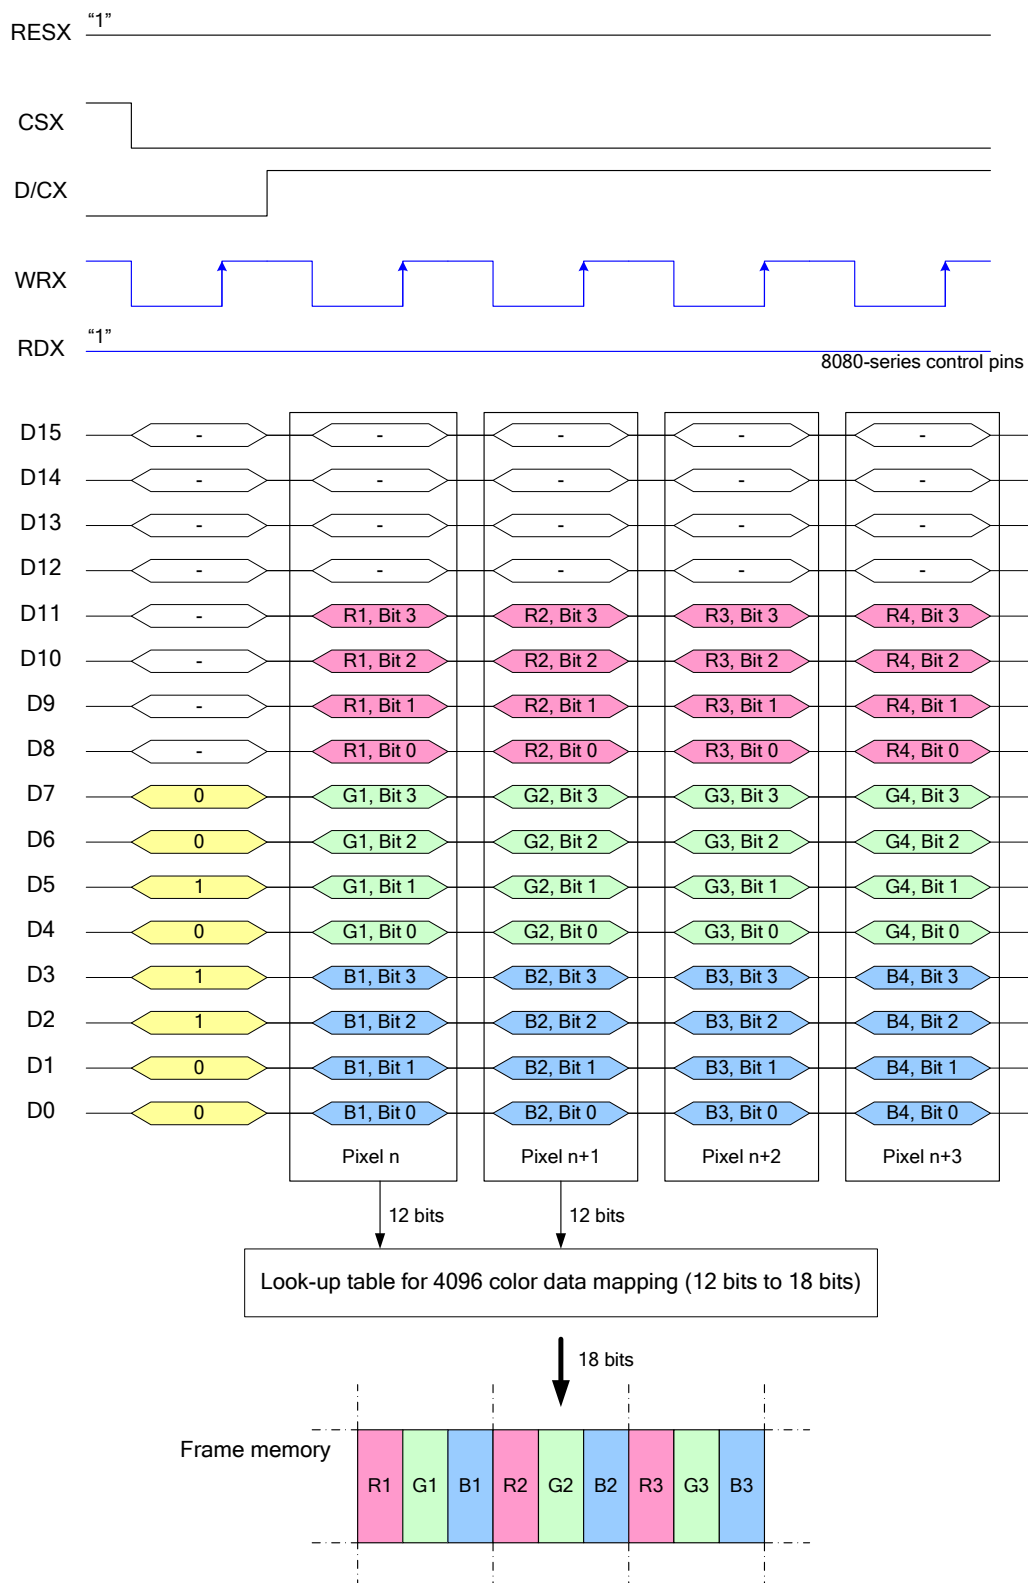 RESX “1”
CSX
D/CX
WRX
RDX “1”
8080-series control pins
D15 - - - - -
D14 - - - - -
D13 - - - - -
D12 - - - - -
D11 - R1, Bit 3 R2, Bit 3 R3, Bit 3 R4, Bit 3
D10 - R1, Bit 2 R2, Bit 2 R3, Bit 2 R4, Bit 2
D9 - R1, Bit 1 R2, Bit 1 R3, Bit 1 R4, Bit 1
D8 - R1, Bit 0 R2, Bit 0 R3, Bit 0 R4, Bit 0
D7 0 G1, Bit 3 G2, Bit 3 G3, Bit 3 G4, Bit 3
D6 0 G1, Bit 2 G2, Bit 2 G3, Bit 2 G4, Bit 2
D5 1 G1, Bit 1 G2, Bit 1 G3, Bit 1 G4, Bit 1
D4 0 G1, Bit 0 G2, Bit 0 G3, Bit 0 G4, Bit 0
D3 1 B1, Bit 3 B2, Bit 3 B3, Bit 3 B4, Bit 3
D2 1 B1, Bit 2 B2, Bit 2 B3, Bit 2 B4, Bit 2
D1 0 B1, Bit 1 B2, Bit 1 B3, Bit 1 B4, Bit 1
D0 0 B1, Bit 0 B2, Bit 0 B3, Bit 0 B4, Bit 0
Pixel n Pixel n+1 Pixel n+2 Pixel n+3
12 bits 12 bits
Look-up table for 4096 color data mapping (12 bits to 18 bits)
18 bits
Frame memory
R1 G1 B1 R2 G2 B2 R3 G3 B3